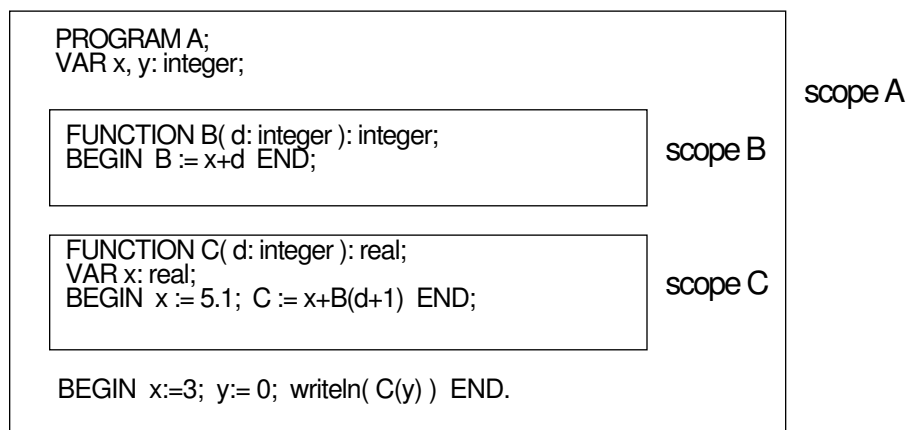 PROGRAM A;
VAR x, y: integer;
scope A
FUNCTION B( d: integer ): integer;
BEGIN B := x+d END;
scope B
FUNCTION C( d: integer ): real;
VAR x: real;
BEGIN x := 5.1; C := x+B(d+1) END;
scope C
BEGIN x:=3; y:= 0; writeln( C(y) ) END.